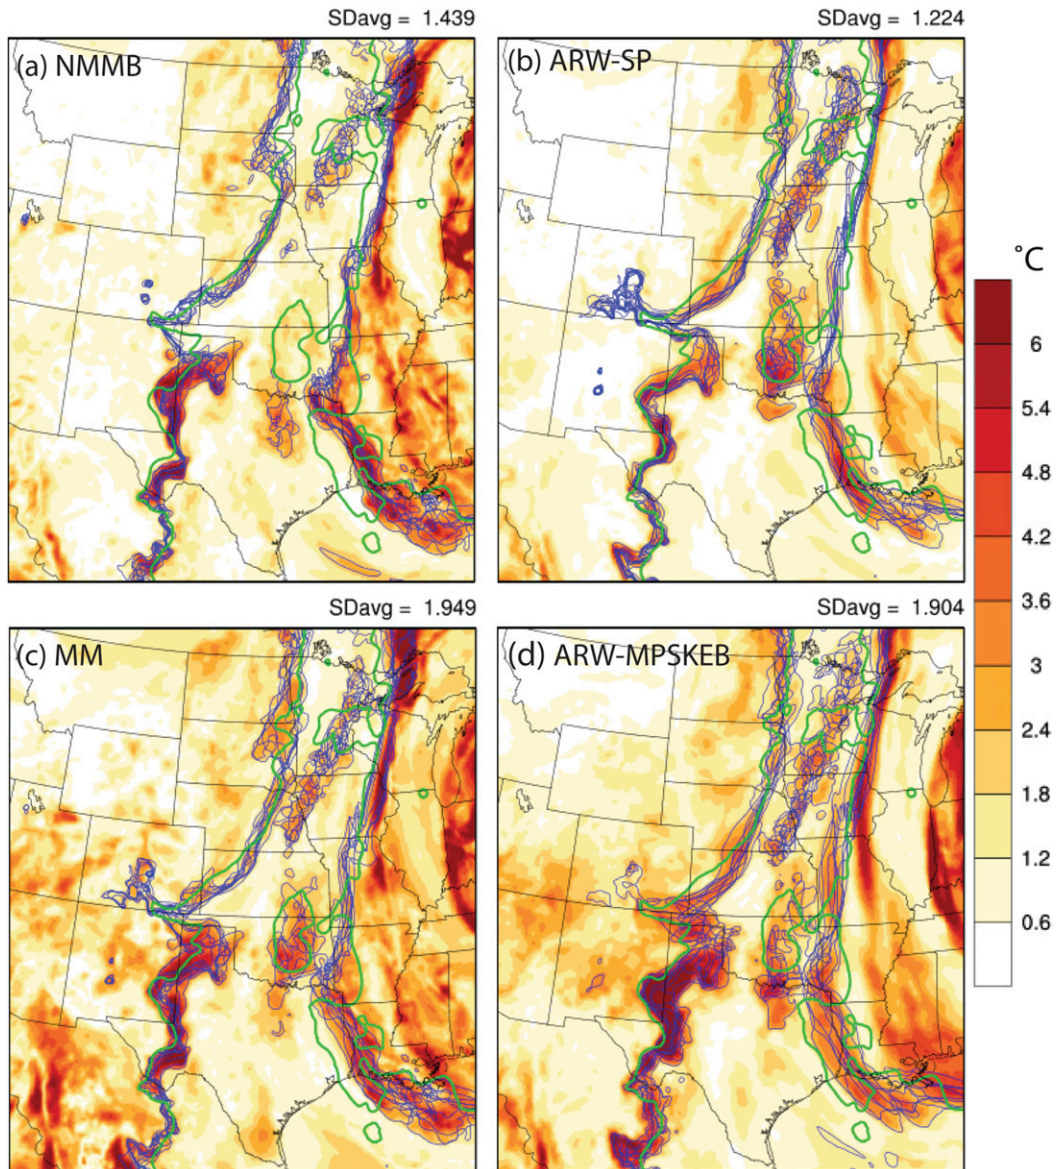 SDavg = 1.439
SDavg = 1.224
(a) NMMB
(b) ARW-SP
°C
6
5.4
4.8
4.2
3.6
3
2.4
1.8
1.2
0.6
SDavg = 1.949
SDavg = 1.904
(c) MM
(d) ARW-MPSKEB